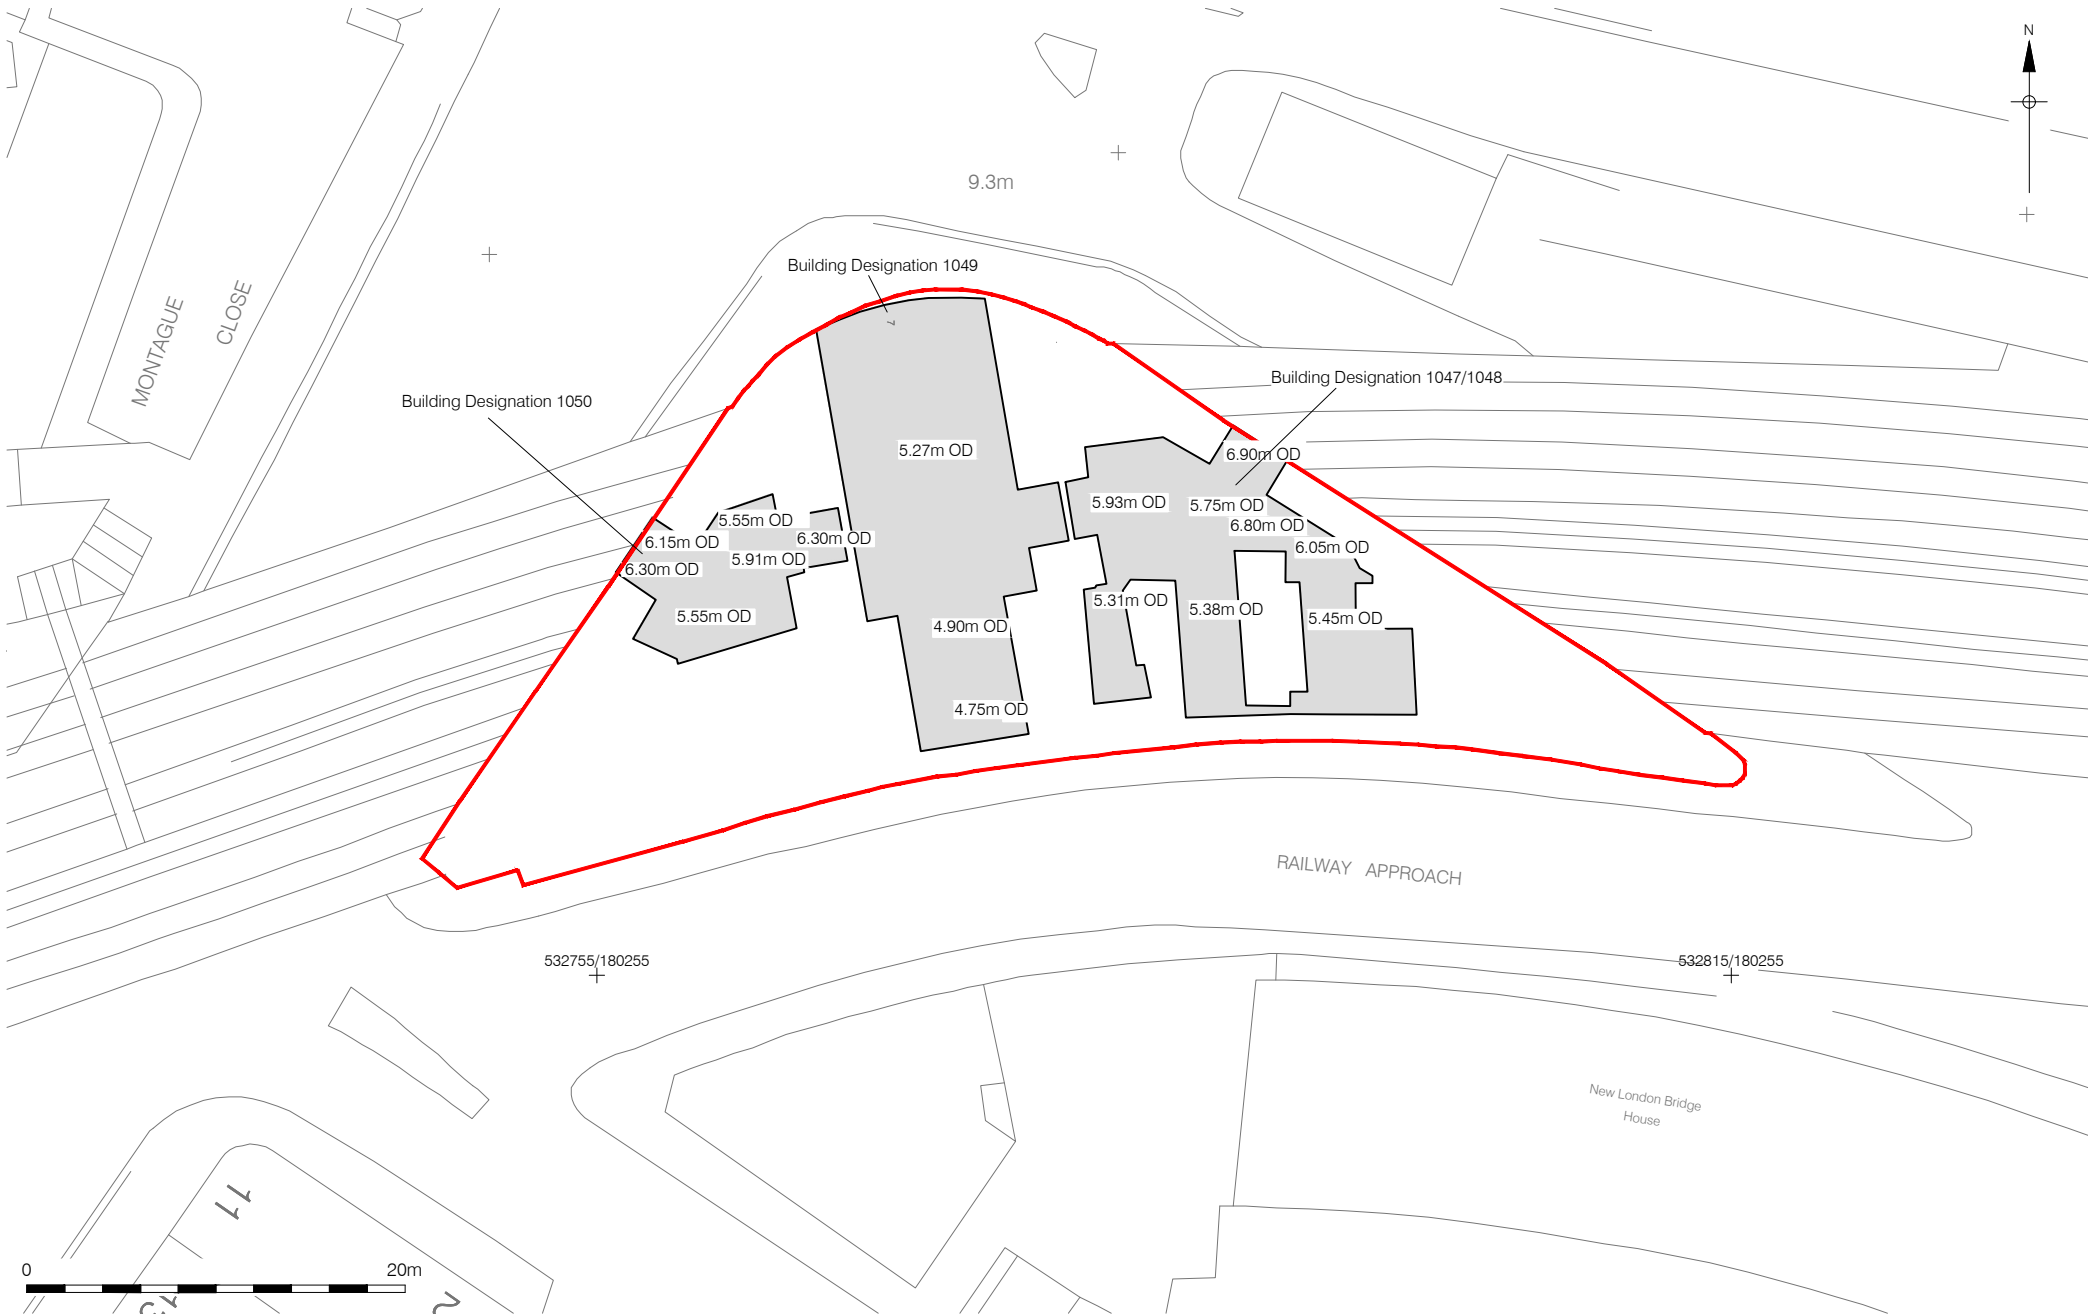 N
9.3m
Building Designation 1049
MONTAGUE
CLOSE
Building Designation 1047/1048
Building Designation 1050
5.27m OD
6.90m OD
5.93m OD
5.75m OD
5.55m OD
6.80m OD
6.15m OD
6.30m OD
5.91m OD
6.05m OD
6.30m OD
5.31m OD
5.38m OD
5.55m OD
5.45m OD
4.90m OD
4.75m OD
RAILWAY APPROACH
532755/180255
532815/180255
New London Bridge
House
11
0
20m
13
2